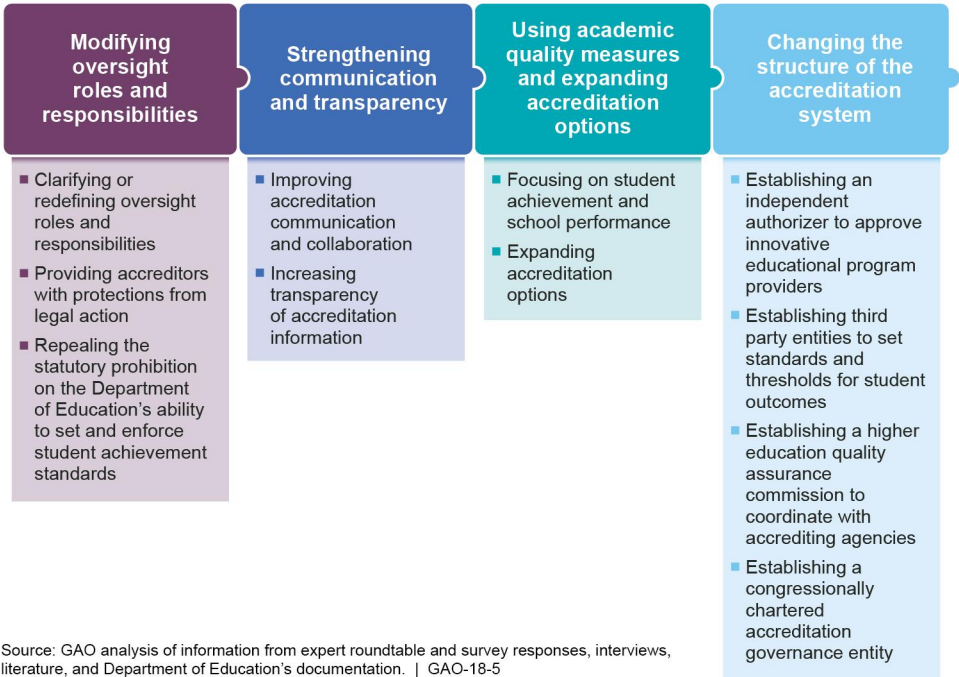 Modifying
oversight
roles and
responsibilities
Strengthening
communication
and transparency
Using academic
quality measures
and expanding
accreditation
options
Changing the
structure of the
accreditation
system
Clarifying or
redefining oversight
roles and
responsibilities
Providing accreditors
with protections from
legal action
Repealing the
statutory prohibition
on the Department
of Education’s ability
to set and enforce
student achievement
standards
Improving
accreditation
communication
and collaboration
Increasing
transparency
of accreditation
information
Focusing on student
achievement and
school performance
Expanding
accreditation
options
Establishing an
independent
authorizer to approve
innovative
educational program
providers
Establishing third
party entities to set
standards and
thresholds for student
outcomes
Establishing a higher
education quality
assurance
commission to
coordinate with
accrediting agencies
Establishing a
congressionally
chartered
accreditation
governance entity
Source: GAO analysis of information from expert roundtable and survey responses, interviews,
literature, and Department of Education’s documentation. | GAO-18-5